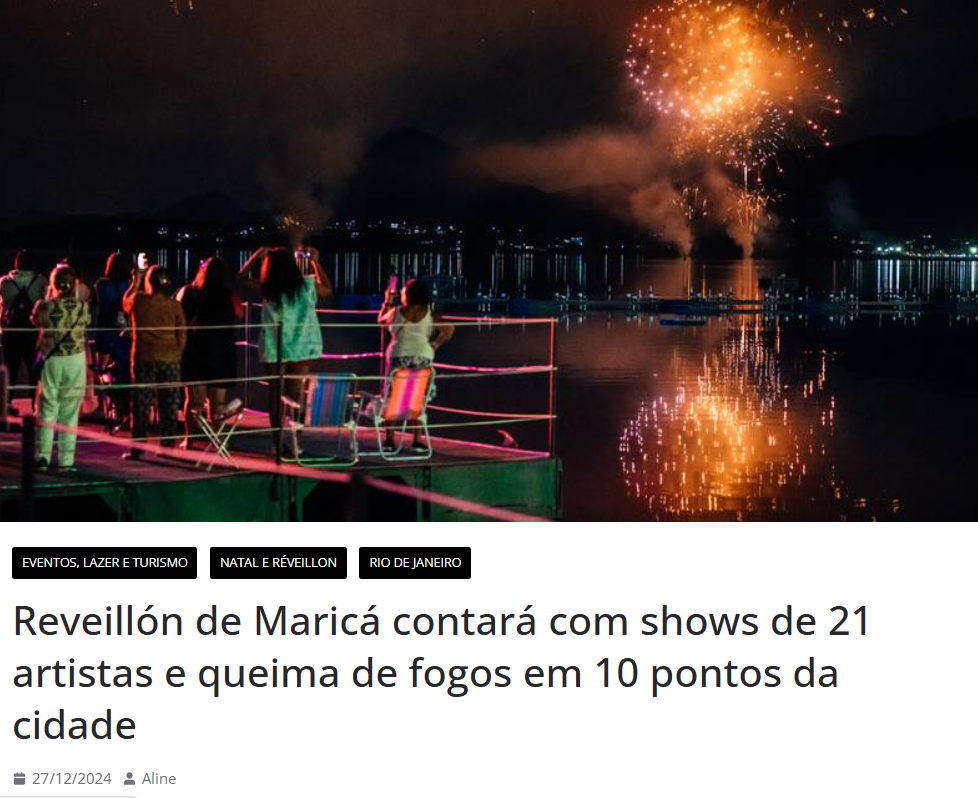 EVENTOS, LAZER E TURISMO
NATAL E RÉVEILLON
RIO DE JANEIRO
Reveillón de Maricá contará com shows de 21
artistas e queima de fogos em 10 pontos da
cidade
27/12/2024 Aline